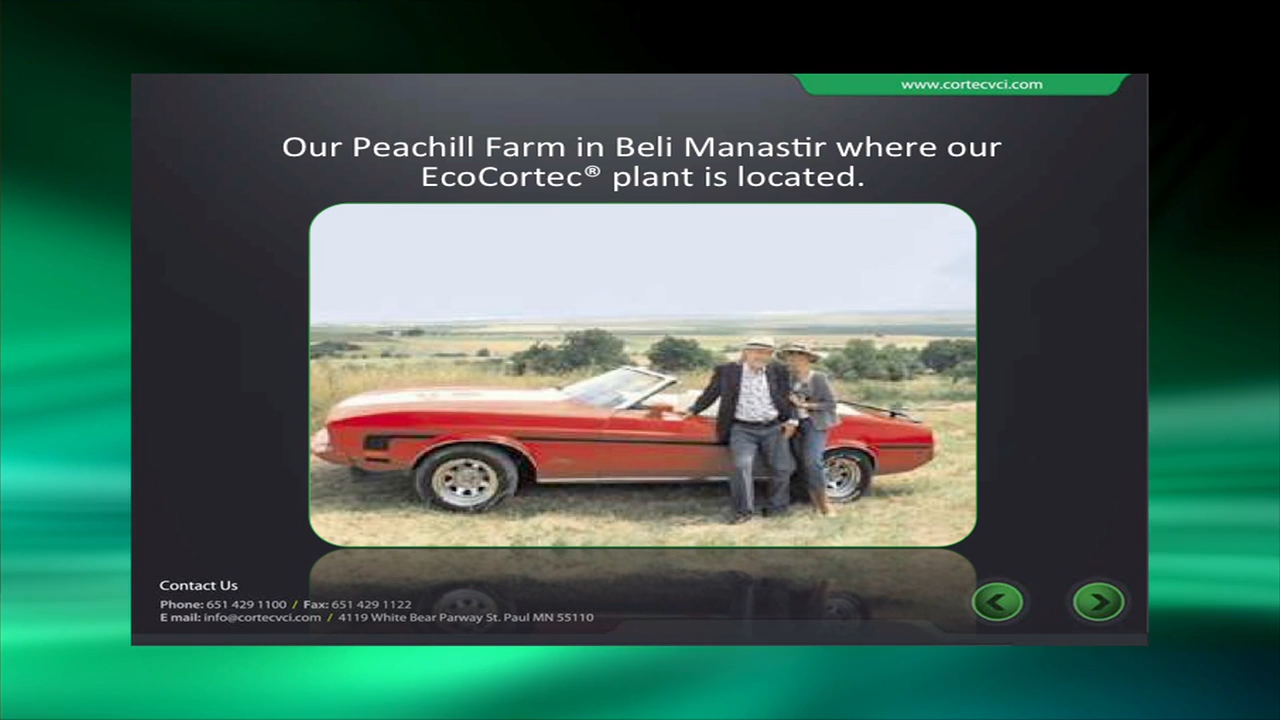 www.cortecvci.com
Our Peachill Farm in Beli Manastir where our
EcoCortec® plant is located.
Contact Us
Phone: 651 429 1100 / Fax: 651 429 1122
E mail: info@cortecvci.com / 4119 White Bear Parway St. Paul MN 55110